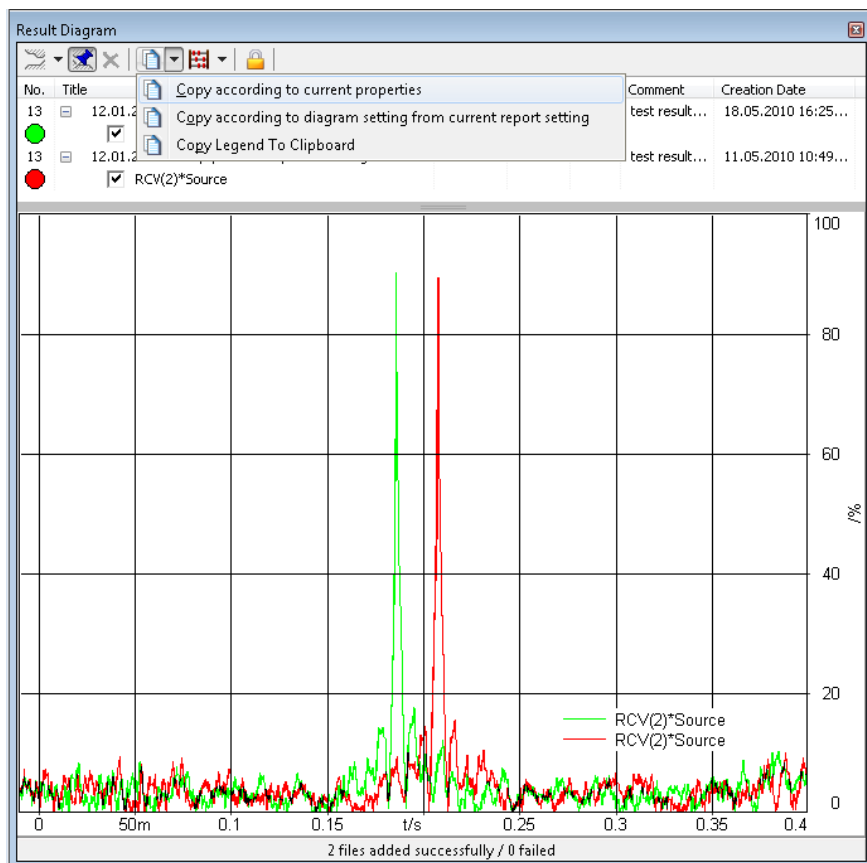 Result Diagram
No. Title Comment Creation Date
Copy according to current properties
13 12.01.2 test result... 18.05.2010 16:25...
Copy according to diagram setting from current report setting
Copy Legend To Clipboard
13 12.01.2 test result... 11.05.2010 10:49...
RCV(2)*Source
100
80
60
/%
40
20
RCV(2)*Source
RCV(2)*Source
0
0 50m 0.1 0.15 t/s 0.25 0.3 0.35 0.4
2 files added successfully / 0 failed